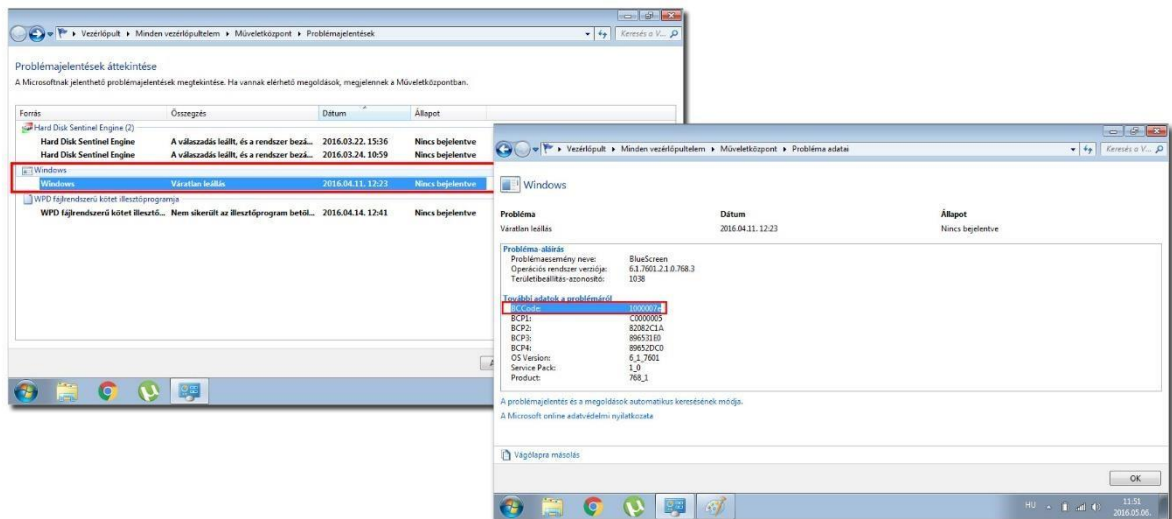 Vezérlőpult ▸ Minden vezérlőpultelem ▸ Műveletközpont ▸ Problémajelentések
Keresés a V...
Problémajelentések áttekintése
A Microsoftnak jelenthető problémajelentések megtekintése. Ha vannak elérhető megoldások, megjelennek a Műveletközpontban.
Forrás Összegzés Dátum Állapot
Hard Disk Sentinel Engine (2)
Hard Disk Sentinel Engine A válaszadás leállt, és a rendszer bezá... 2016.03.22. 15:36 Nincs bejelentve
Hard Disk Sentinel Engine A válaszadás leállt, és a rendszer bezá... 2016.03.24. 10:59 Nincs bejelentve
Windows
Windows Váratlan leállás 2016.04.11. 12:23 Nincs bejelentve
WPD fájlrendszerű kötet illesztőprogramja
WPD fájlrendszerű kötet illesztő... Nem sikerült az illesztőprogram betöl... 2016.04.14. 12:41 Nincs bejelentve
Vezérlőpult ▸ Minden vezérlőpultelem ▸ Műveletközpont ▸ Probléma adatai
Keresés a V...
Windows
Probléma Dátum Állapot
Váratlan leállás 2016.04.11. 12:23 Nincs bejelentve
Probléma-aláírás
Problémaesemény neve: BlueScreen
Operációs rendszer verziója: 6.1.7601.2.1.0.768.3
Területibeállítás-azonosító: 1038
További adatok a problémáról
BCCode: 1000007e
BCP1: C0000005
BCP2: 82082C1A
BCP3: 896531E0
BCP4: 89652DC0
OS Version: 6_1_7601
Service Pack: 1_0
Product: 768_1
A problémajelentés és a megoldások automatikus keresésének módja.
A Microsoft online adatvédelmi nyilatkozata
Vágólapra másolás
OK
HU
11:51
2016.05.06.